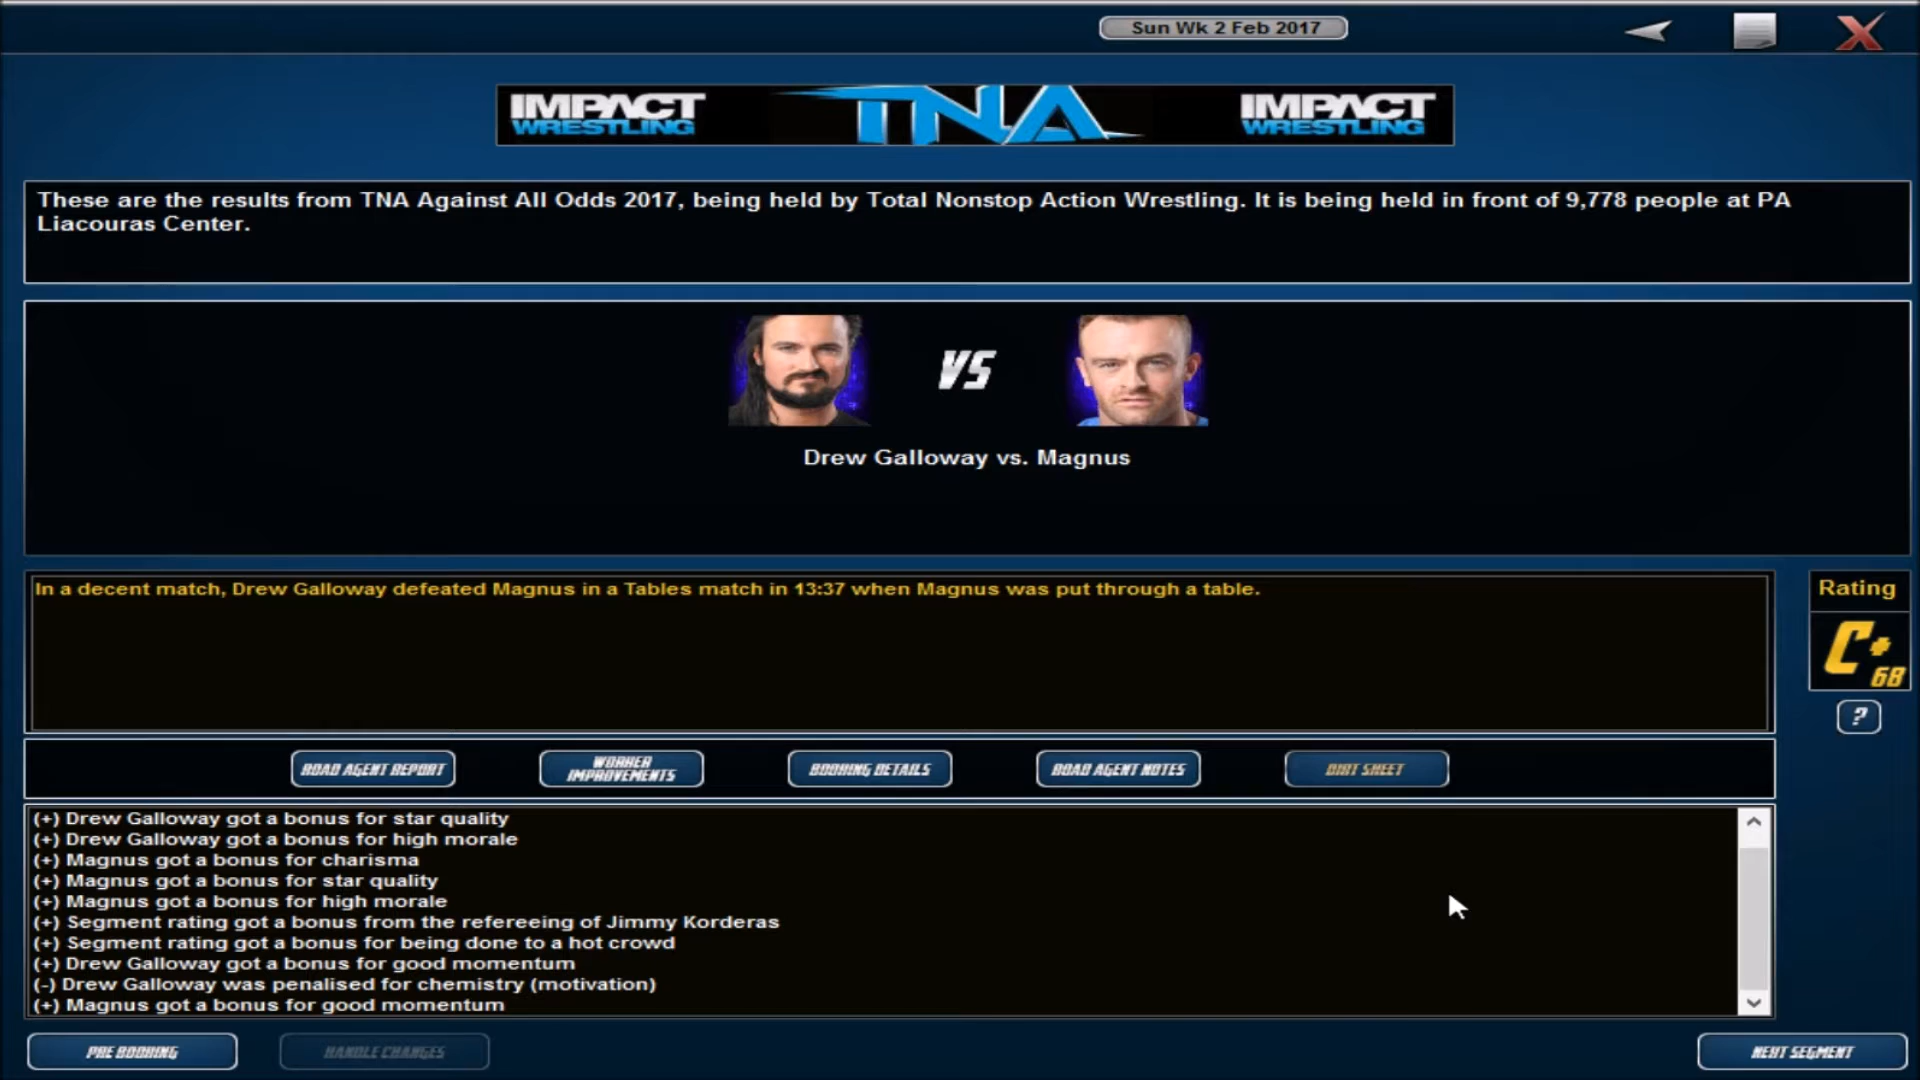 Sun Wk 2 Feb 2017
IMPACT WRESTLING
TNA
IMPACT WRESTLING
These are the results from TNA Against All Odds 2017, being held by Total Nonstop Action Wrestling. It is being held in front of 9,778 people at PA
Liacouras Center.
VS
Drew Galloway vs. Magnus
In a decent match, Drew Galloway defeated Magnus in a Tables match in 13:37 when Magnus was put through a table.
Rating
C+
68
?
ROAD AGENT REPORT
WORKER
IMPROVEMENTS
BOOKING DETAILS
ROAD AGENT NOTES
DIRT SHEET
(+) Drew Galloway got a bonus for star quality
(+) Drew Galloway got a bonus for high morale
(+) Magnus got a bonus for charisma
(+) Magnus got a bonus for star quality
(+) Magnus got a bonus for high morale
(+) Segment rating got a bonus from the refereeing of Jimmy Korderas
(+) Segment rating got a bonus for being done to a hot crowd
(+) Drew Galloway got a bonus for good momentum
(-) Drew Galloway was penalised for chemistry (motivation)
(+) Magnus got a bonus for good momentum
PRE BOOKING
HANDLE CHANGES
NEXT SEGMENT